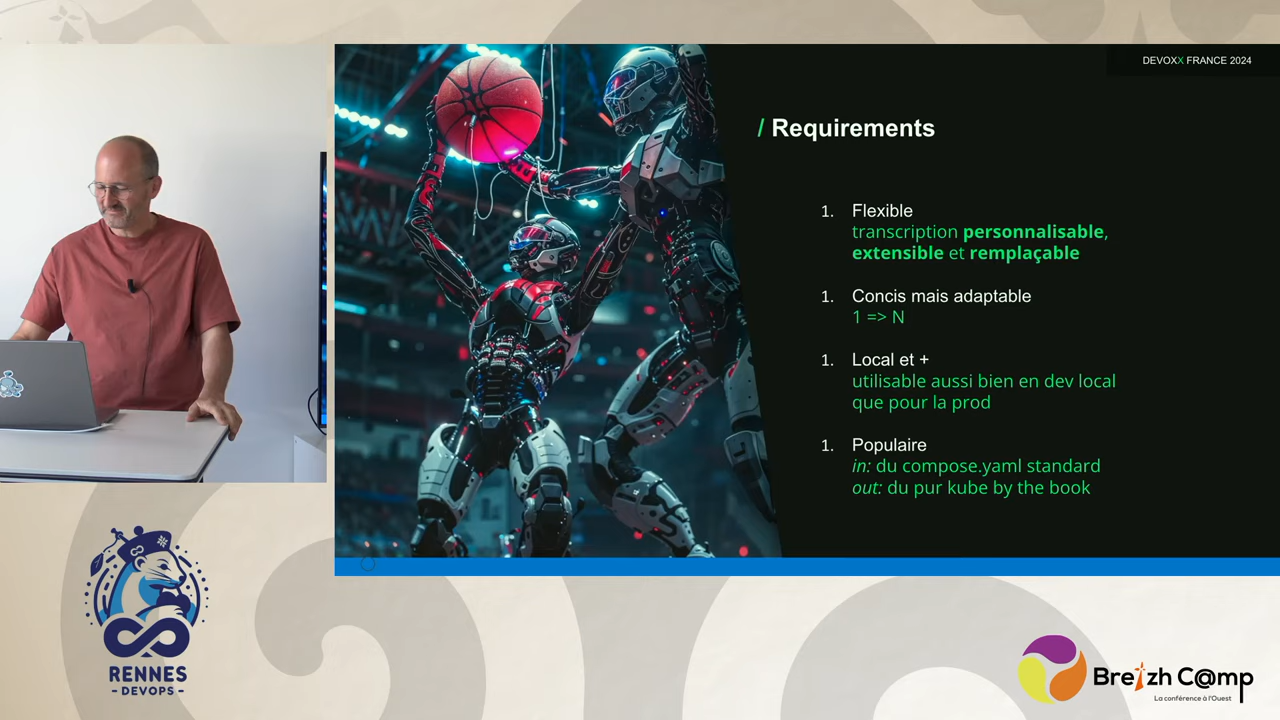 DEVOXX FRANCE 2024
/ Requirements
1. Flexible
transcription personnalisable,
extensible et remplaçable
1. Concis mais adaptable
1 => N
1. Local et +
utilisable aussi bien en dev local
que pour la prod
1. Populaire
in: du compose.yaml standard
out: du pur kube by the book
RENNES
- DEVOPS -
Breizh C@mp
La conférence à l'Ouest